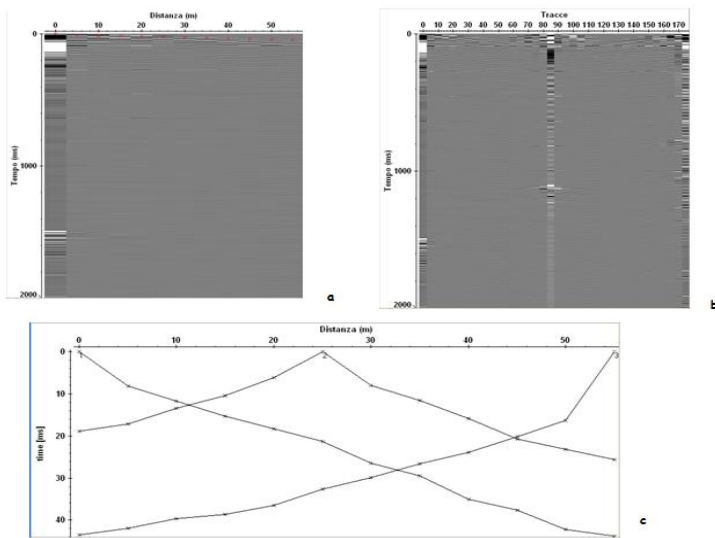 Distanza (m)
0 10 20 30 40 50
Tempo (ms)
0
1000
2000
a
Tracce
0 10 20 30 40 50 60 70 80 90 100 110 120 130 140 150 160 170
Tempo (ms)
0
1000
2000
b
Distanza (m)
0 10 20 30 40 50
time [ms]
0
10
20
30
40
1
2
3
c